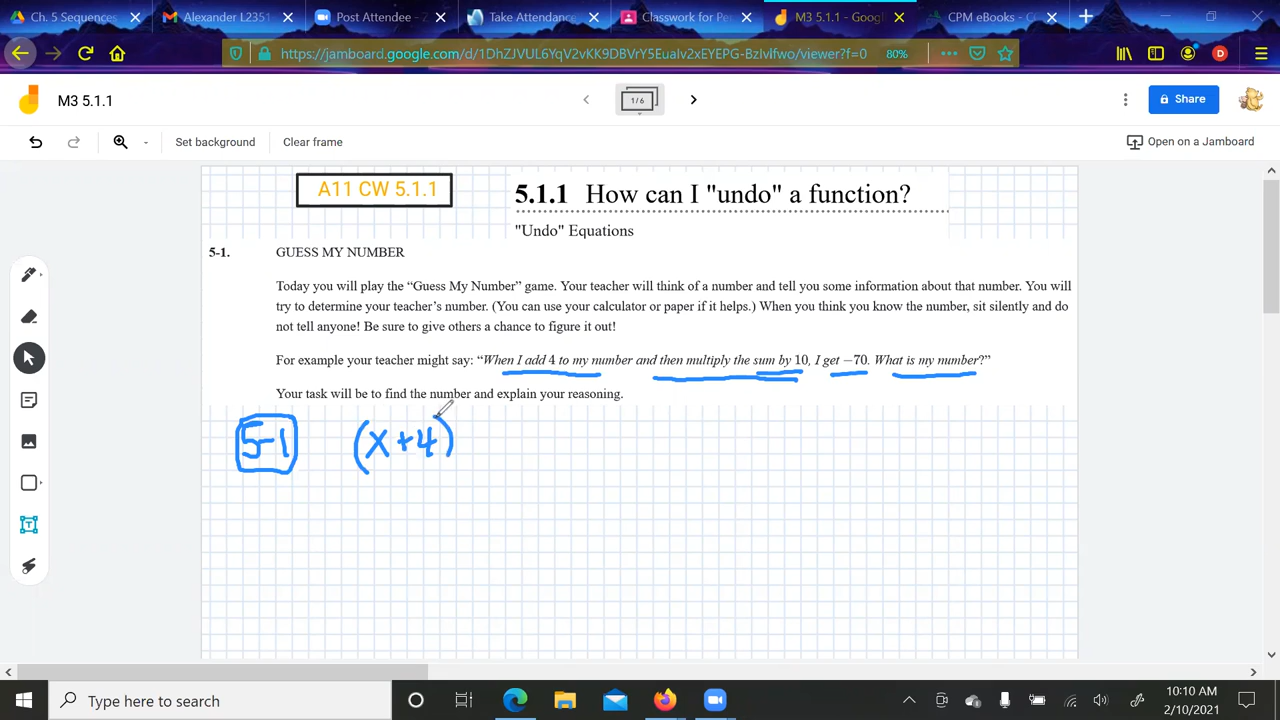 Ch. 5 Sequences
Alexander L2351
Post Attendee - Z
Take Attendance
Classwork for Pe
M3 5.1.1 - Goog
CPM eBooks - C
https://jamboard.google.com/d/1DhZJVUL6YqV2vKK9DBVrY5EuaIv2xEYEPG-BzIvlfwo/viewer?f=0
80%
D
M3 5.1.1
1/6
Share
Set background
Clear frame
Open on a Jamboard
A11 CW 5.1.1
5.1.1 How can I "undo" a function?
"Undo" Equations
5-1. GUESS MY NUMBER
Today you will play the “Guess My Number” game. Your teacher will think of a number and tell you some information about that number. You will
try to determine your teacher’s number. (You can use your calculator or paper if it helps.) When you think you know the number, sit silently and do
not tell anyone! Be sure to give others a chance to figure it out!
For example your teacher might say: “When I add 4 to my number and then multiply the sum by 10, I get −70. What is my number?”
Your task will be to find the number and explain your reasoning.
5-1 (x+4)
Type here to search
10:10 AM
2/10/2021